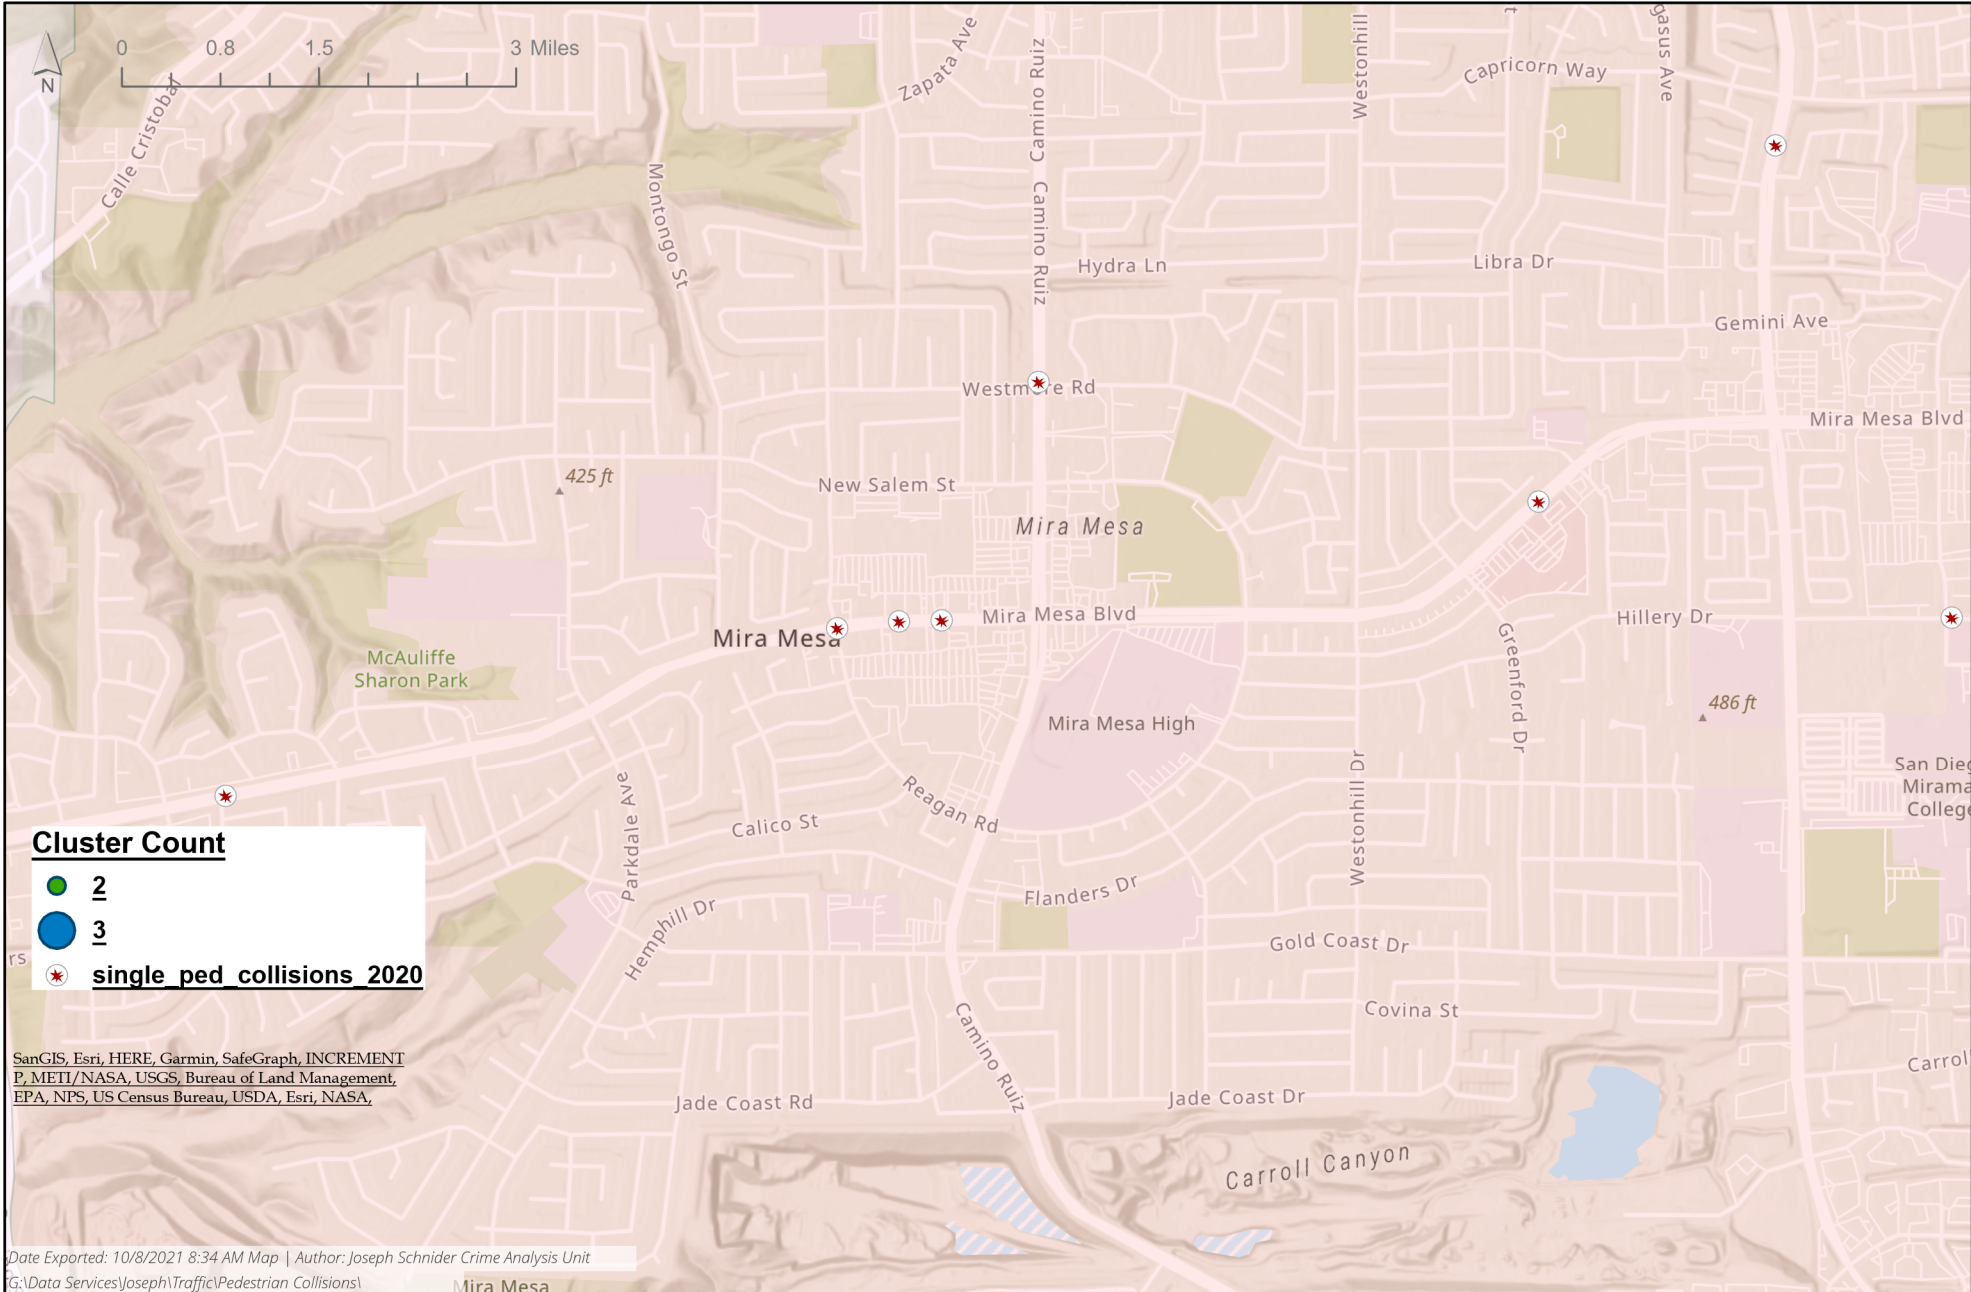 N
0 0.8 1.5 3 Miles
Calle Cristobal
Zapata Ave
Camino Ruiz
Camino Ruiz
Westonhill
Capricorn Way
gasus Ave
Montongo St
Hydra Ln
Libra Dr
Gemini Ave
Westmore Rd
Mira Mesa Blvd
425 ft
New Salem St
Mira Mesa
Mira Mesa Blvd
Mira Mesa
Hillery Dr
Greenford Dr
McAuliffe
Sharon Park
486 ft
Mira Mesa High
San Dieg
Mirama
College
Parkdale Ave
Calico St
Reagan Rd
Westonhill Dr
Flanders Dr
Hemphill Dr
Gold Coast Dr
Covina St
Camino Ruiz
Carrol
Jade Coast Rd
Jade Coast Dr
Carroll Canyon
Mira Mesa
Cluster Count
2
3
single_ped_collisions_2020
rs
SanGIS, Esri, HERE, Garmin, SafeGraph, INCREMENT
P, METI/NASA, USGS, Bureau of Land Management,
EPA, NPS, US Census Bureau, USDA, Esri, NASA,
Date Exported: 10/8/2021 8:34 AM Map | Author: Joseph Schnider Crime Analysis Unit
G:\Data Services\Joseph\Traffic\Pedestrian Collisions\